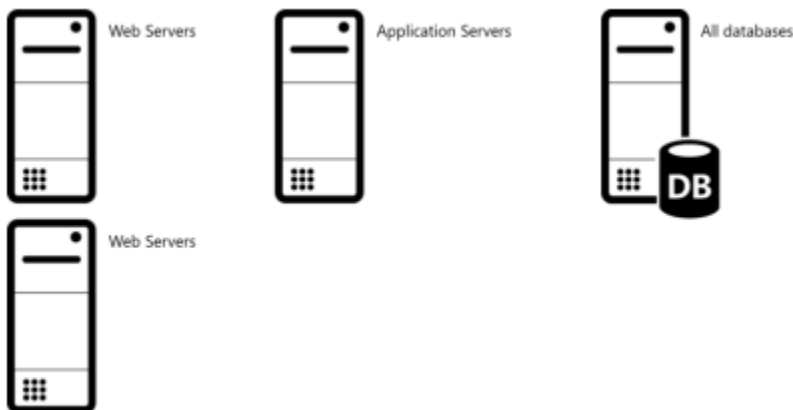 Web Servers
Application Servers
All databases
DB
Web Servers